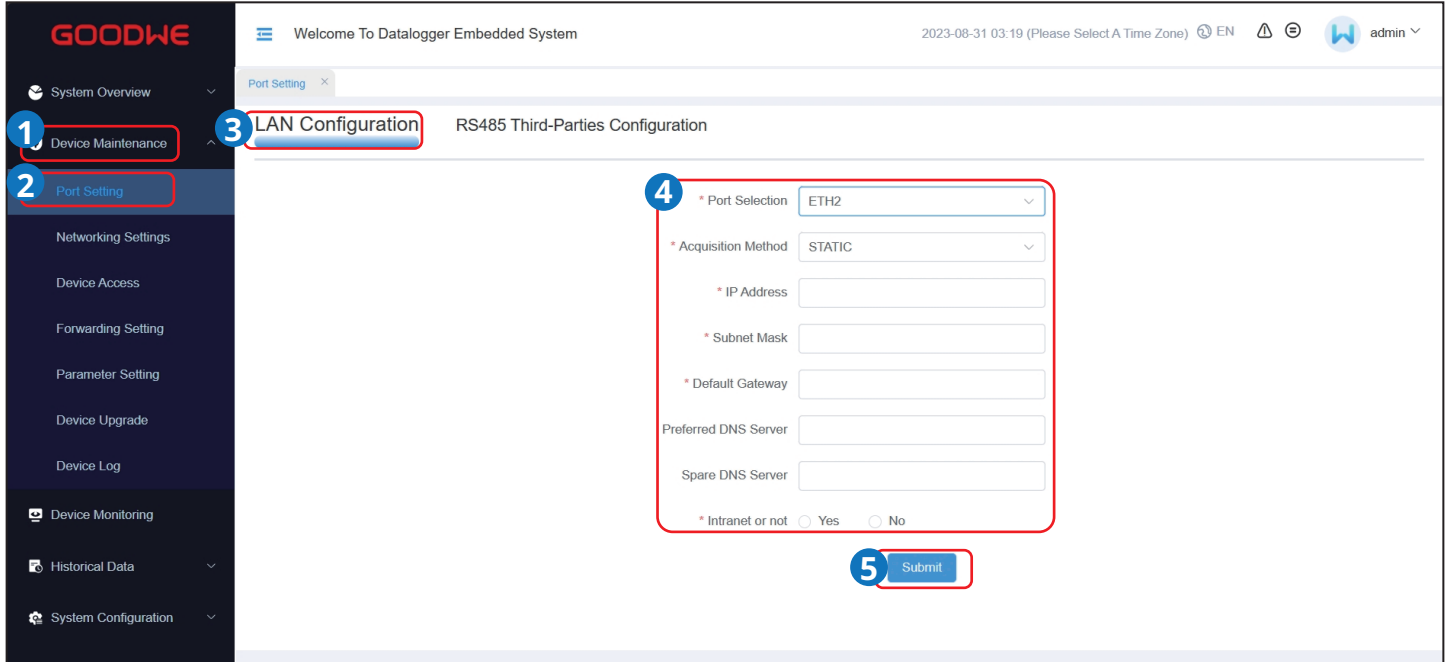 GOODWE
Welcome To Datalogger Embedded System
2023-08-31 03:19 (Please Select A Time Zone) EN
admin
System Overview
Port Setting ×
1
Device Maintenance
3
LAN Configuration
RS485 Third-Parties Configuration
2
Port Setting
Networking Settings
Device Access
Forwarding Setting
Parameter Setting
Device Upgrade
Device Log
Device Monitoring
Historical Data
System Configuration
4
* Port Selection ETH2
* Acquisition Method STATIC
* IP Address
* Subnet Mask
* Default Gateway
Preferred DNS Server
Spare DNS Server
* Intranet or not Yes No
5
Submit